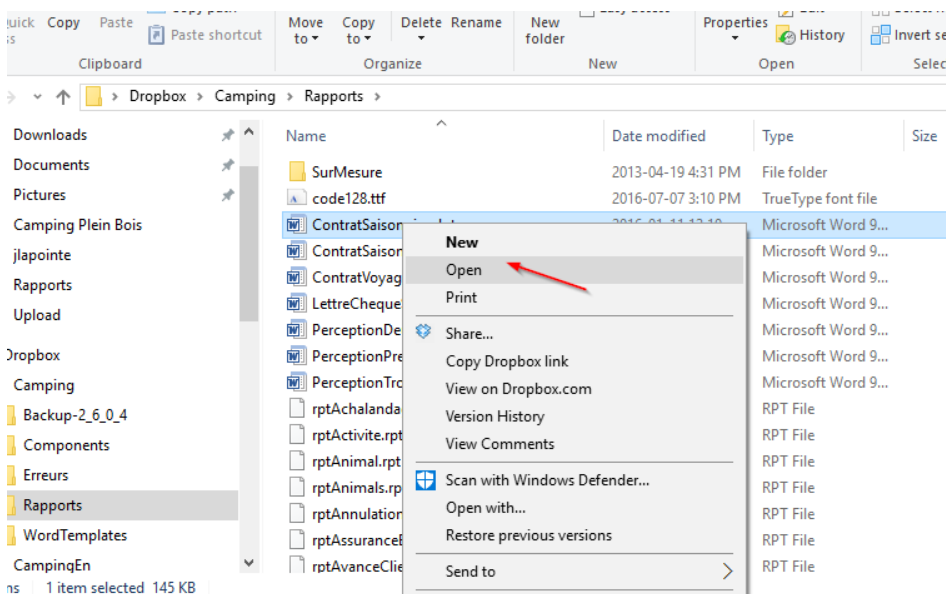 Copy
Paste
Paste shortcut
Clipboard
Move to
Copy to
Delete
Rename
Organize
New folder
New
Properties
History
Open
Invert se
Selec
Dropbox > Camping > Rapports >
Downloads
Documents
Pictures
Camping Plein Bois
jlapointe
Rapports
Upload
Dropbox
Camping
Backup-2_6_0_4
Components
Erreurs
Rapports
WordTemplates
CampingEn
Name
Date modified
Type
Size
SurMesure 2013-04-19 4:31 PM File folder
code128.ttf 2016-07-07 3:10 PM TrueType font file
ContratSaison Microsoft Word 9...
ContratSaison Microsoft Word 9...
ContratVoyag Microsoft Word 9...
LettreCheque Microsoft Word 9...
PerceptionDe Microsoft Word 9...
PerceptionPre Microsoft Word 9...
PerceptionTro Microsoft Word 9...
rptAchalanda RPT File
rptActivite.rpt RPT File
rptAnimal.rpt RPT File
rptAnimals.rp RPT File
rptAnnulation RPT File
rptAssuranceE RPT File
rptAvanceClie RPT File
New
Open
Print
Share...
Copy Dropbox link
View on Dropbox.com
Version History
View Comments
Scan with Windows Defender...
Open with...
Restore previous versions
Send to
1 item selected 145 KB